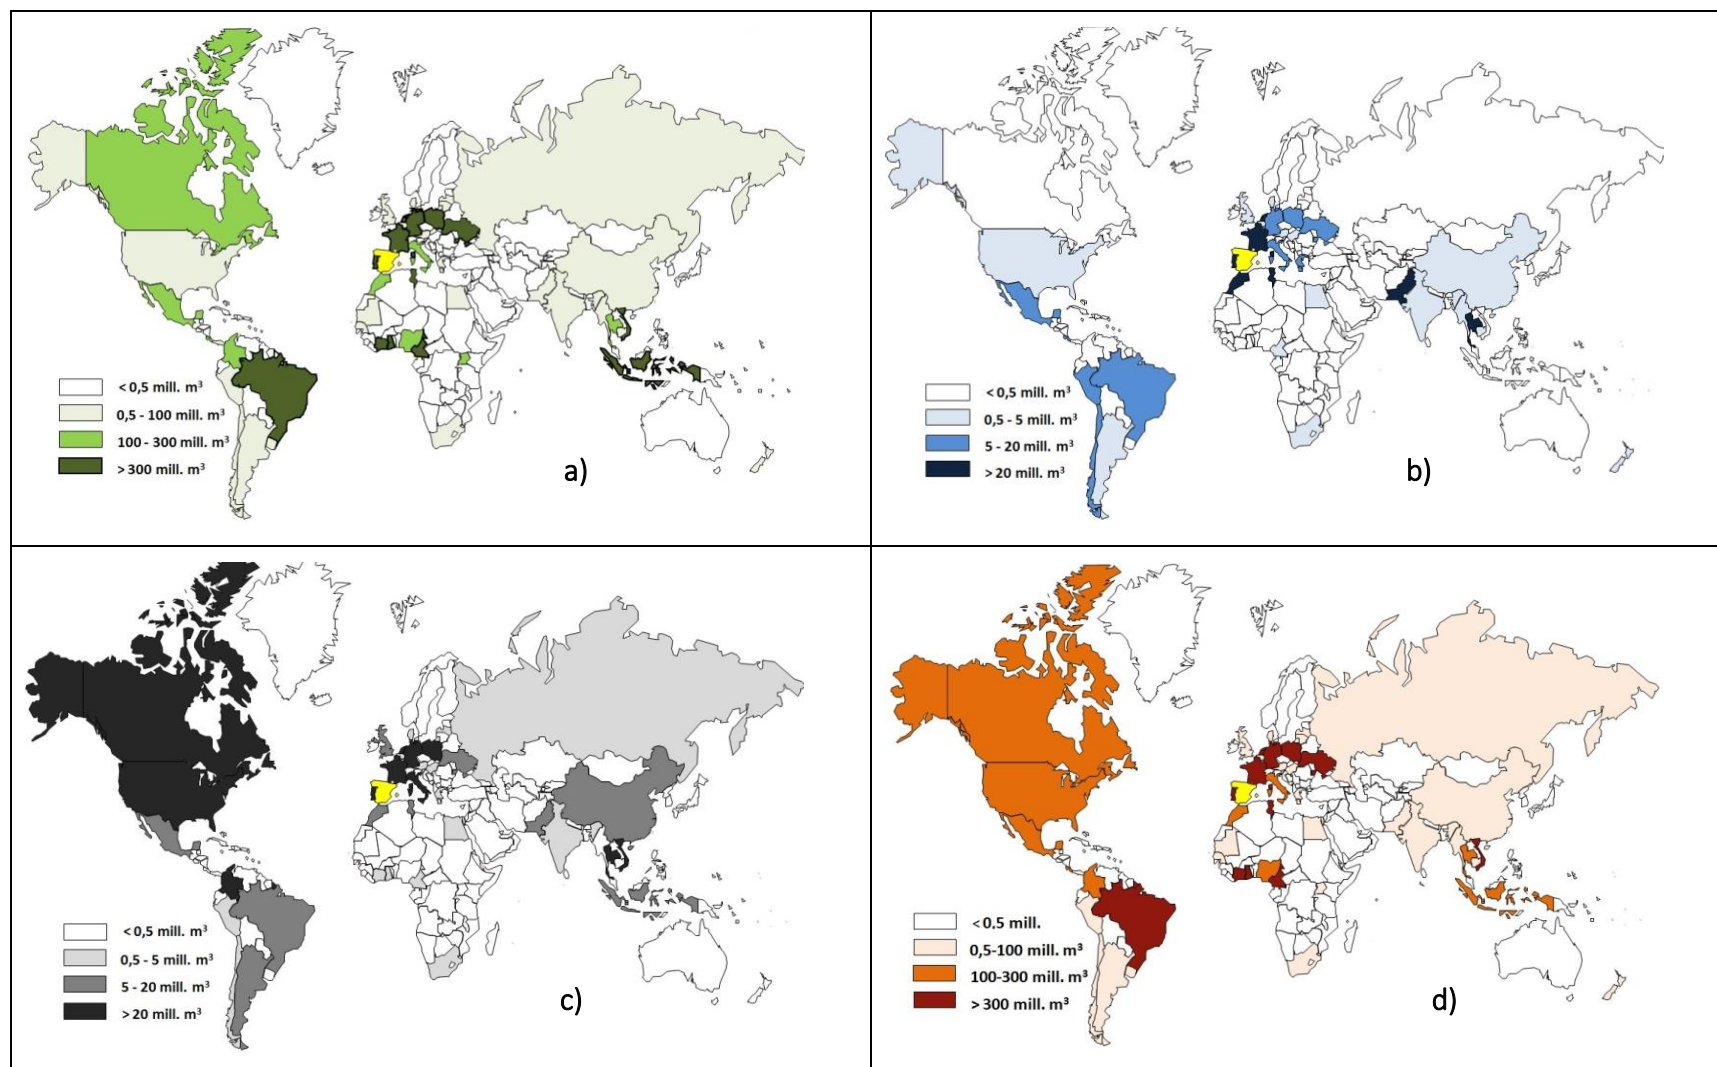 < 0,5 mill. m³
0,5 - 100 mill. m³
100 - 300 mill. m³
> 300 mill. m³
a)
< 0,5 mill. m³
0,5 - 5 mill. m³
5 - 20 mill. m³
> 20 mill. m³
b)
< 0,5 mill. m³
0,5 - 5 mill. m³
5 - 20 mill. m³
> 20 mill. m³
c)
< 0,5 mill.
0,5-100 mill. m³
100-300 mill. m³
> 300 mill. m³
d)